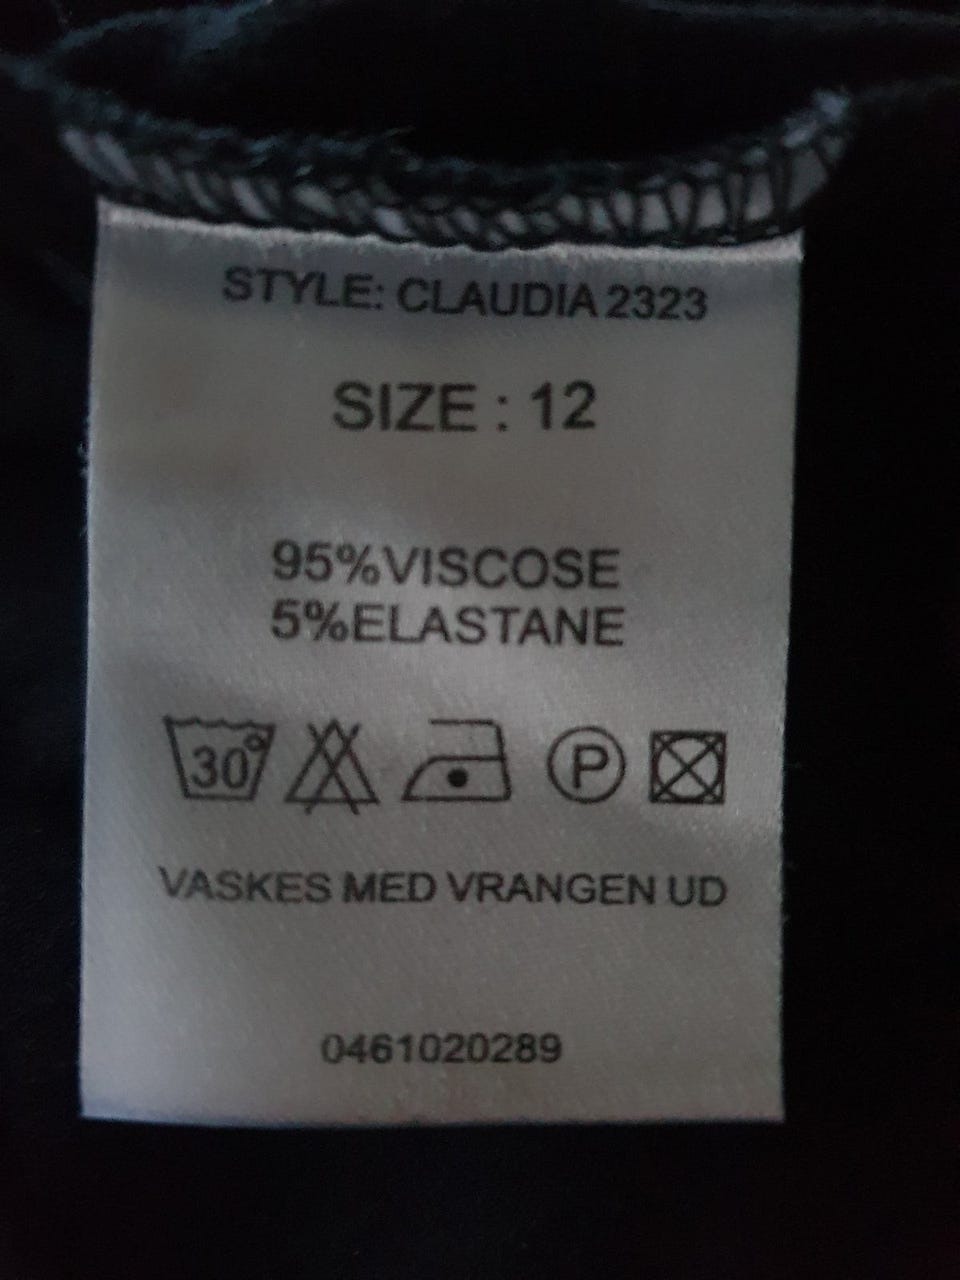 STYLE: CLAUDIA 2323
SIZE : 12
95%VISCOSE
5%ELASTANE
30° P
VASKES MED VRANGEN UD
0461020289